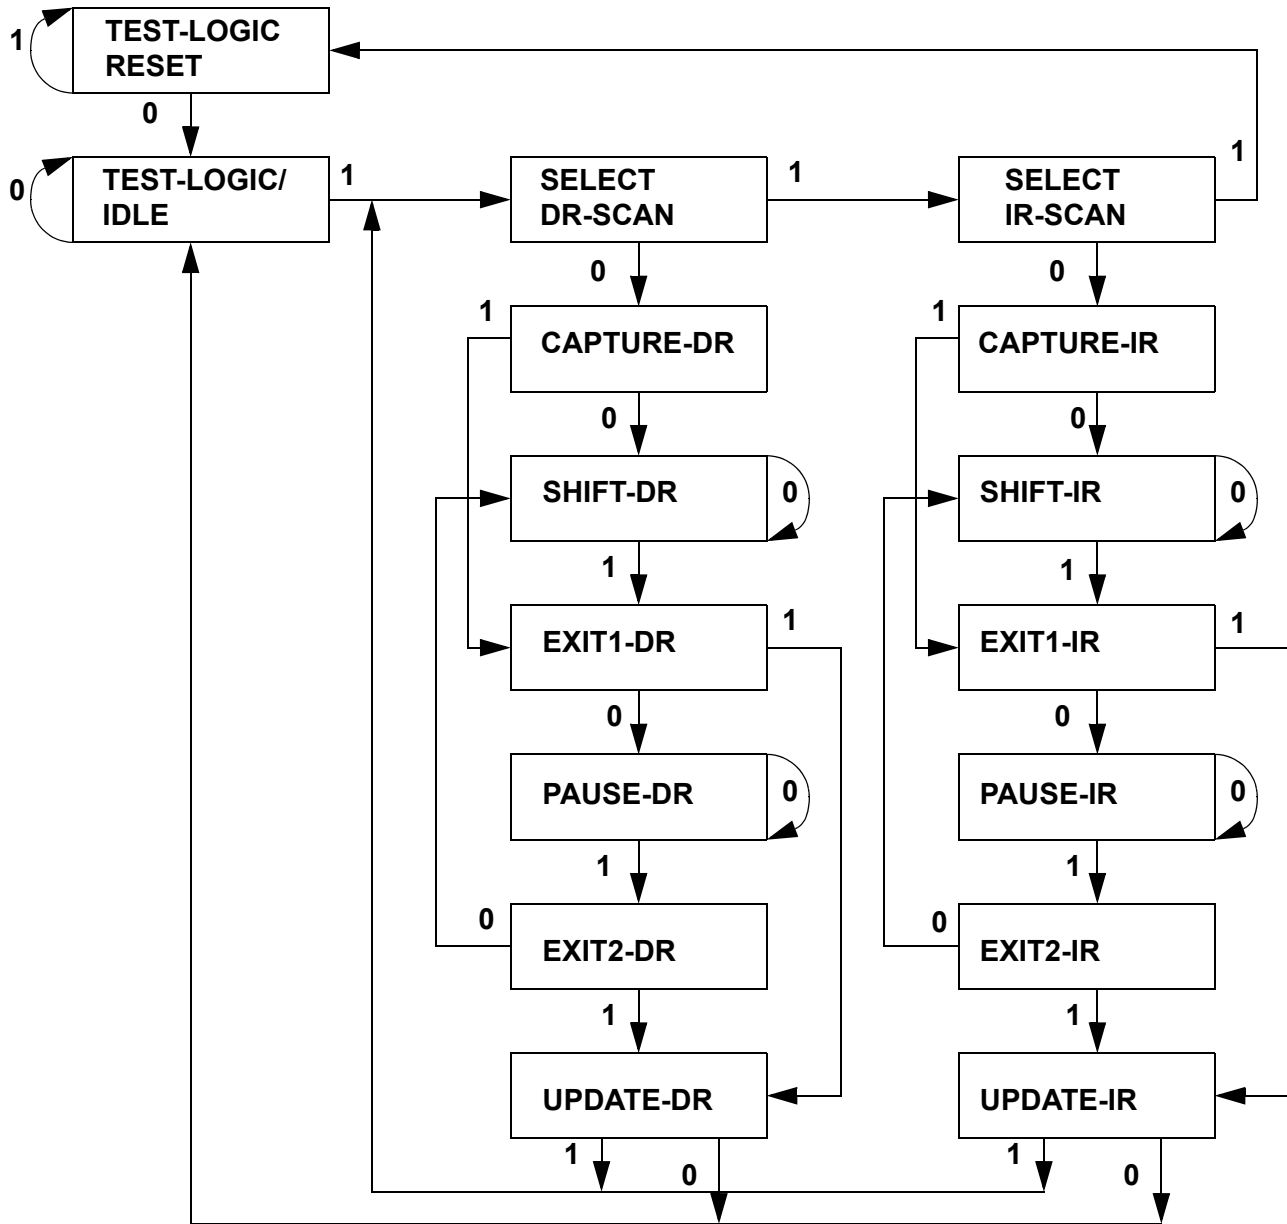 1
TEST-LOGIC
RESET
0
0
TEST-LOGIC/
IDLE
1
SELECT
DR-SCAN
1
SELECT
IR-SCAN
1
0
0
1
CAPTURE-DR
1
CAPTURE-IR
0
0
SHIFT-DR
0
SHIFT-IR
0
1
1
EXIT1-DR
1
EXIT1-IR
1
0
0
PAUSE-DR
0
PAUSE-IR
0
1
1
0
EXIT2-DR
0
EXIT2-IR
1
1
UPDATE-DR
UPDATE-IR
1
0
1
0